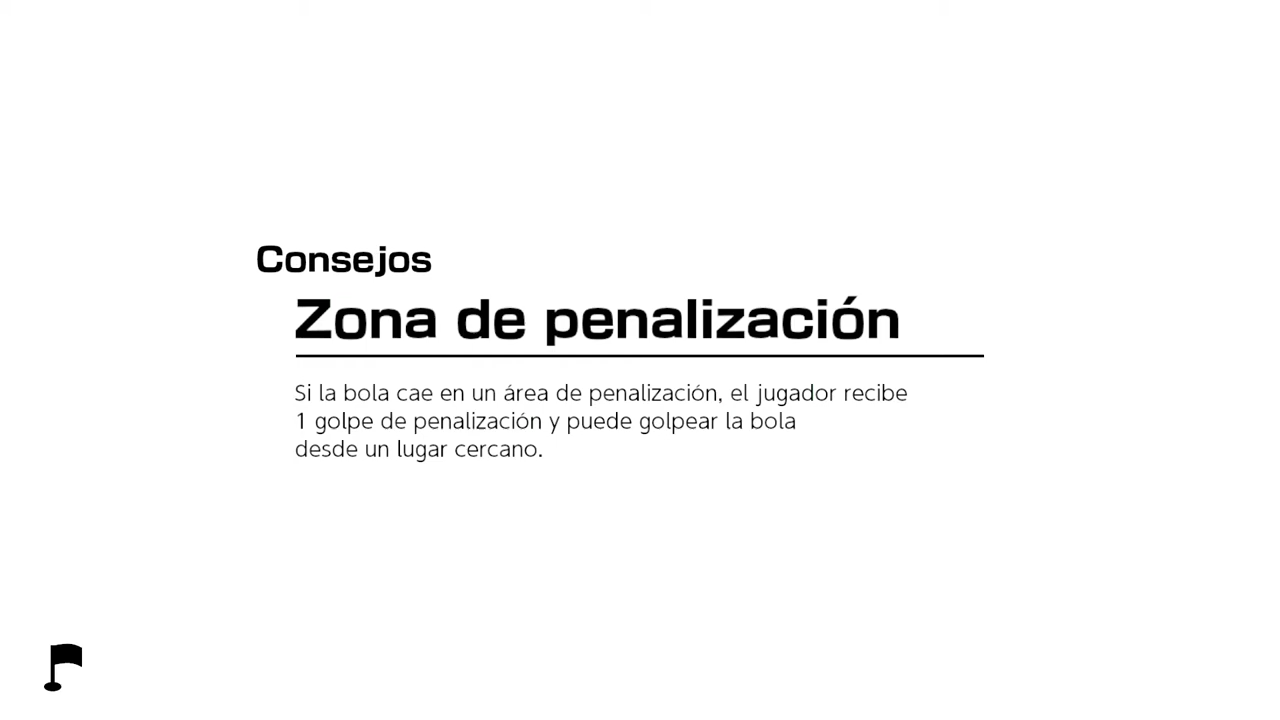 Consejos
Zona de penalización
Si la bola cae en un área de penalización, el jugador recibe
1 golpe de penalización y puede golpear la bola
desde un lugar cercano.